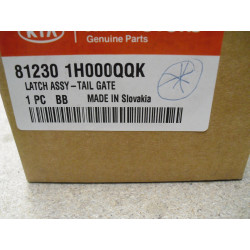 KIA
Genuine Parts
81230 1H000QQK
LATCH ASSY-TAIL GATE
1 PC BB MADE IN Slovakia